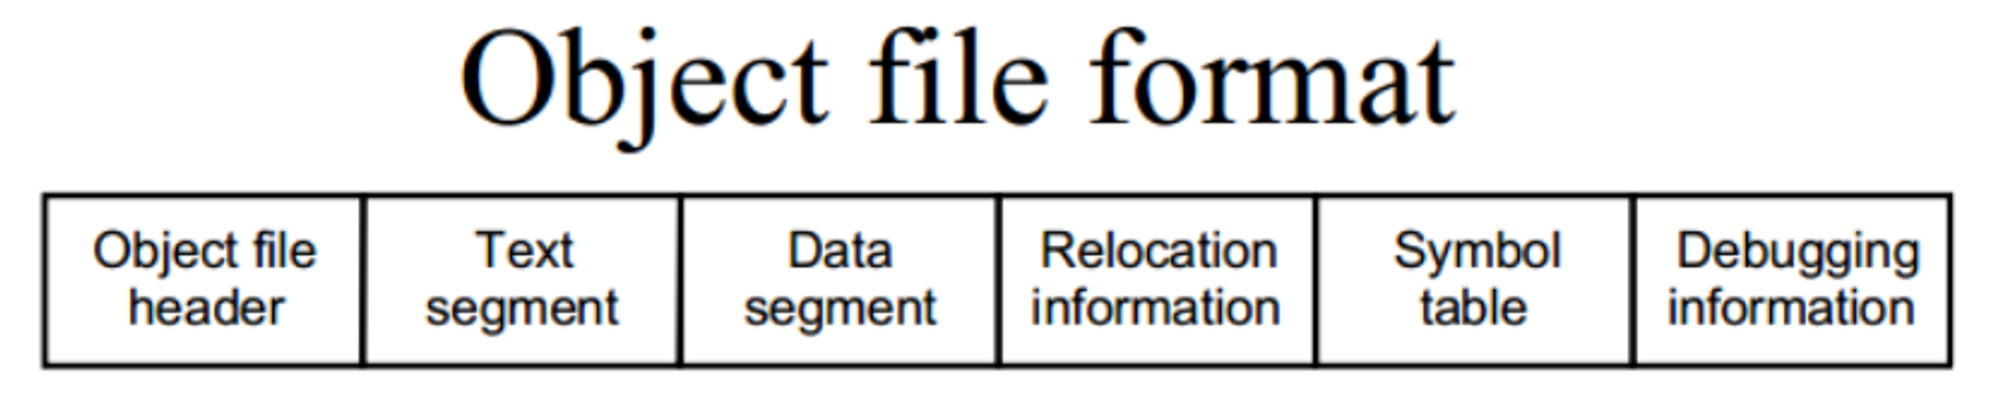 Object file format
Object file
header
Text
segment
Data
segment
Relocation
information
Symbol
table
Debugging
information